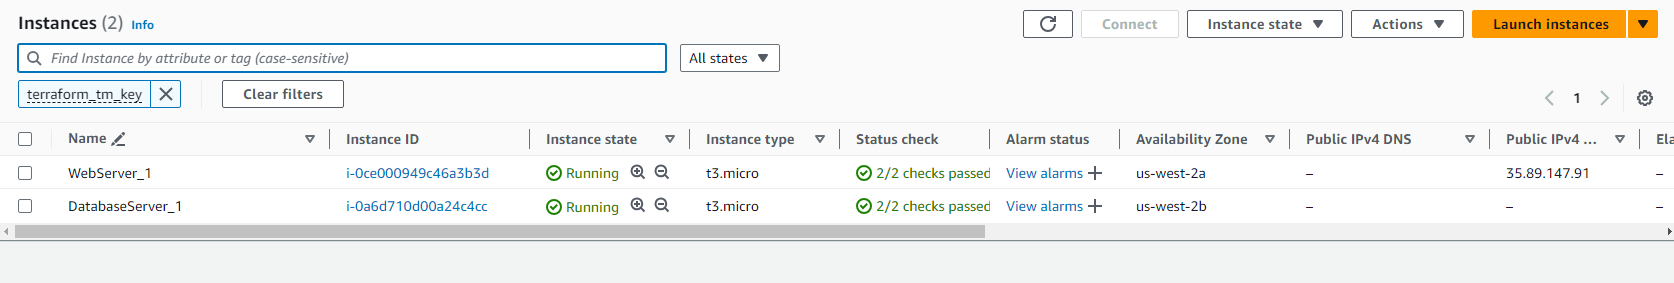 Instances (2) Info Connect Instance state Actions Launch instances
Find Instance by attribute or tag (case-sensitive) All states
terraform_tm_key Clear filters
1
Name Instance ID Instance state Instance type Status check Alarm status Availability Zone Public IPv4 DNS Public IPv4 ... Ela
WebServer_1 i-0ce000949c46a3b3d Running t3.micro 2/2 checks passed View alarms + us-west-2a – 35.89.147.91 –
DatabaseServer_1 i-0a6d710d00a24c4cc Running t3.micro 2/2 checks passed View alarms + us-west-2b – – –